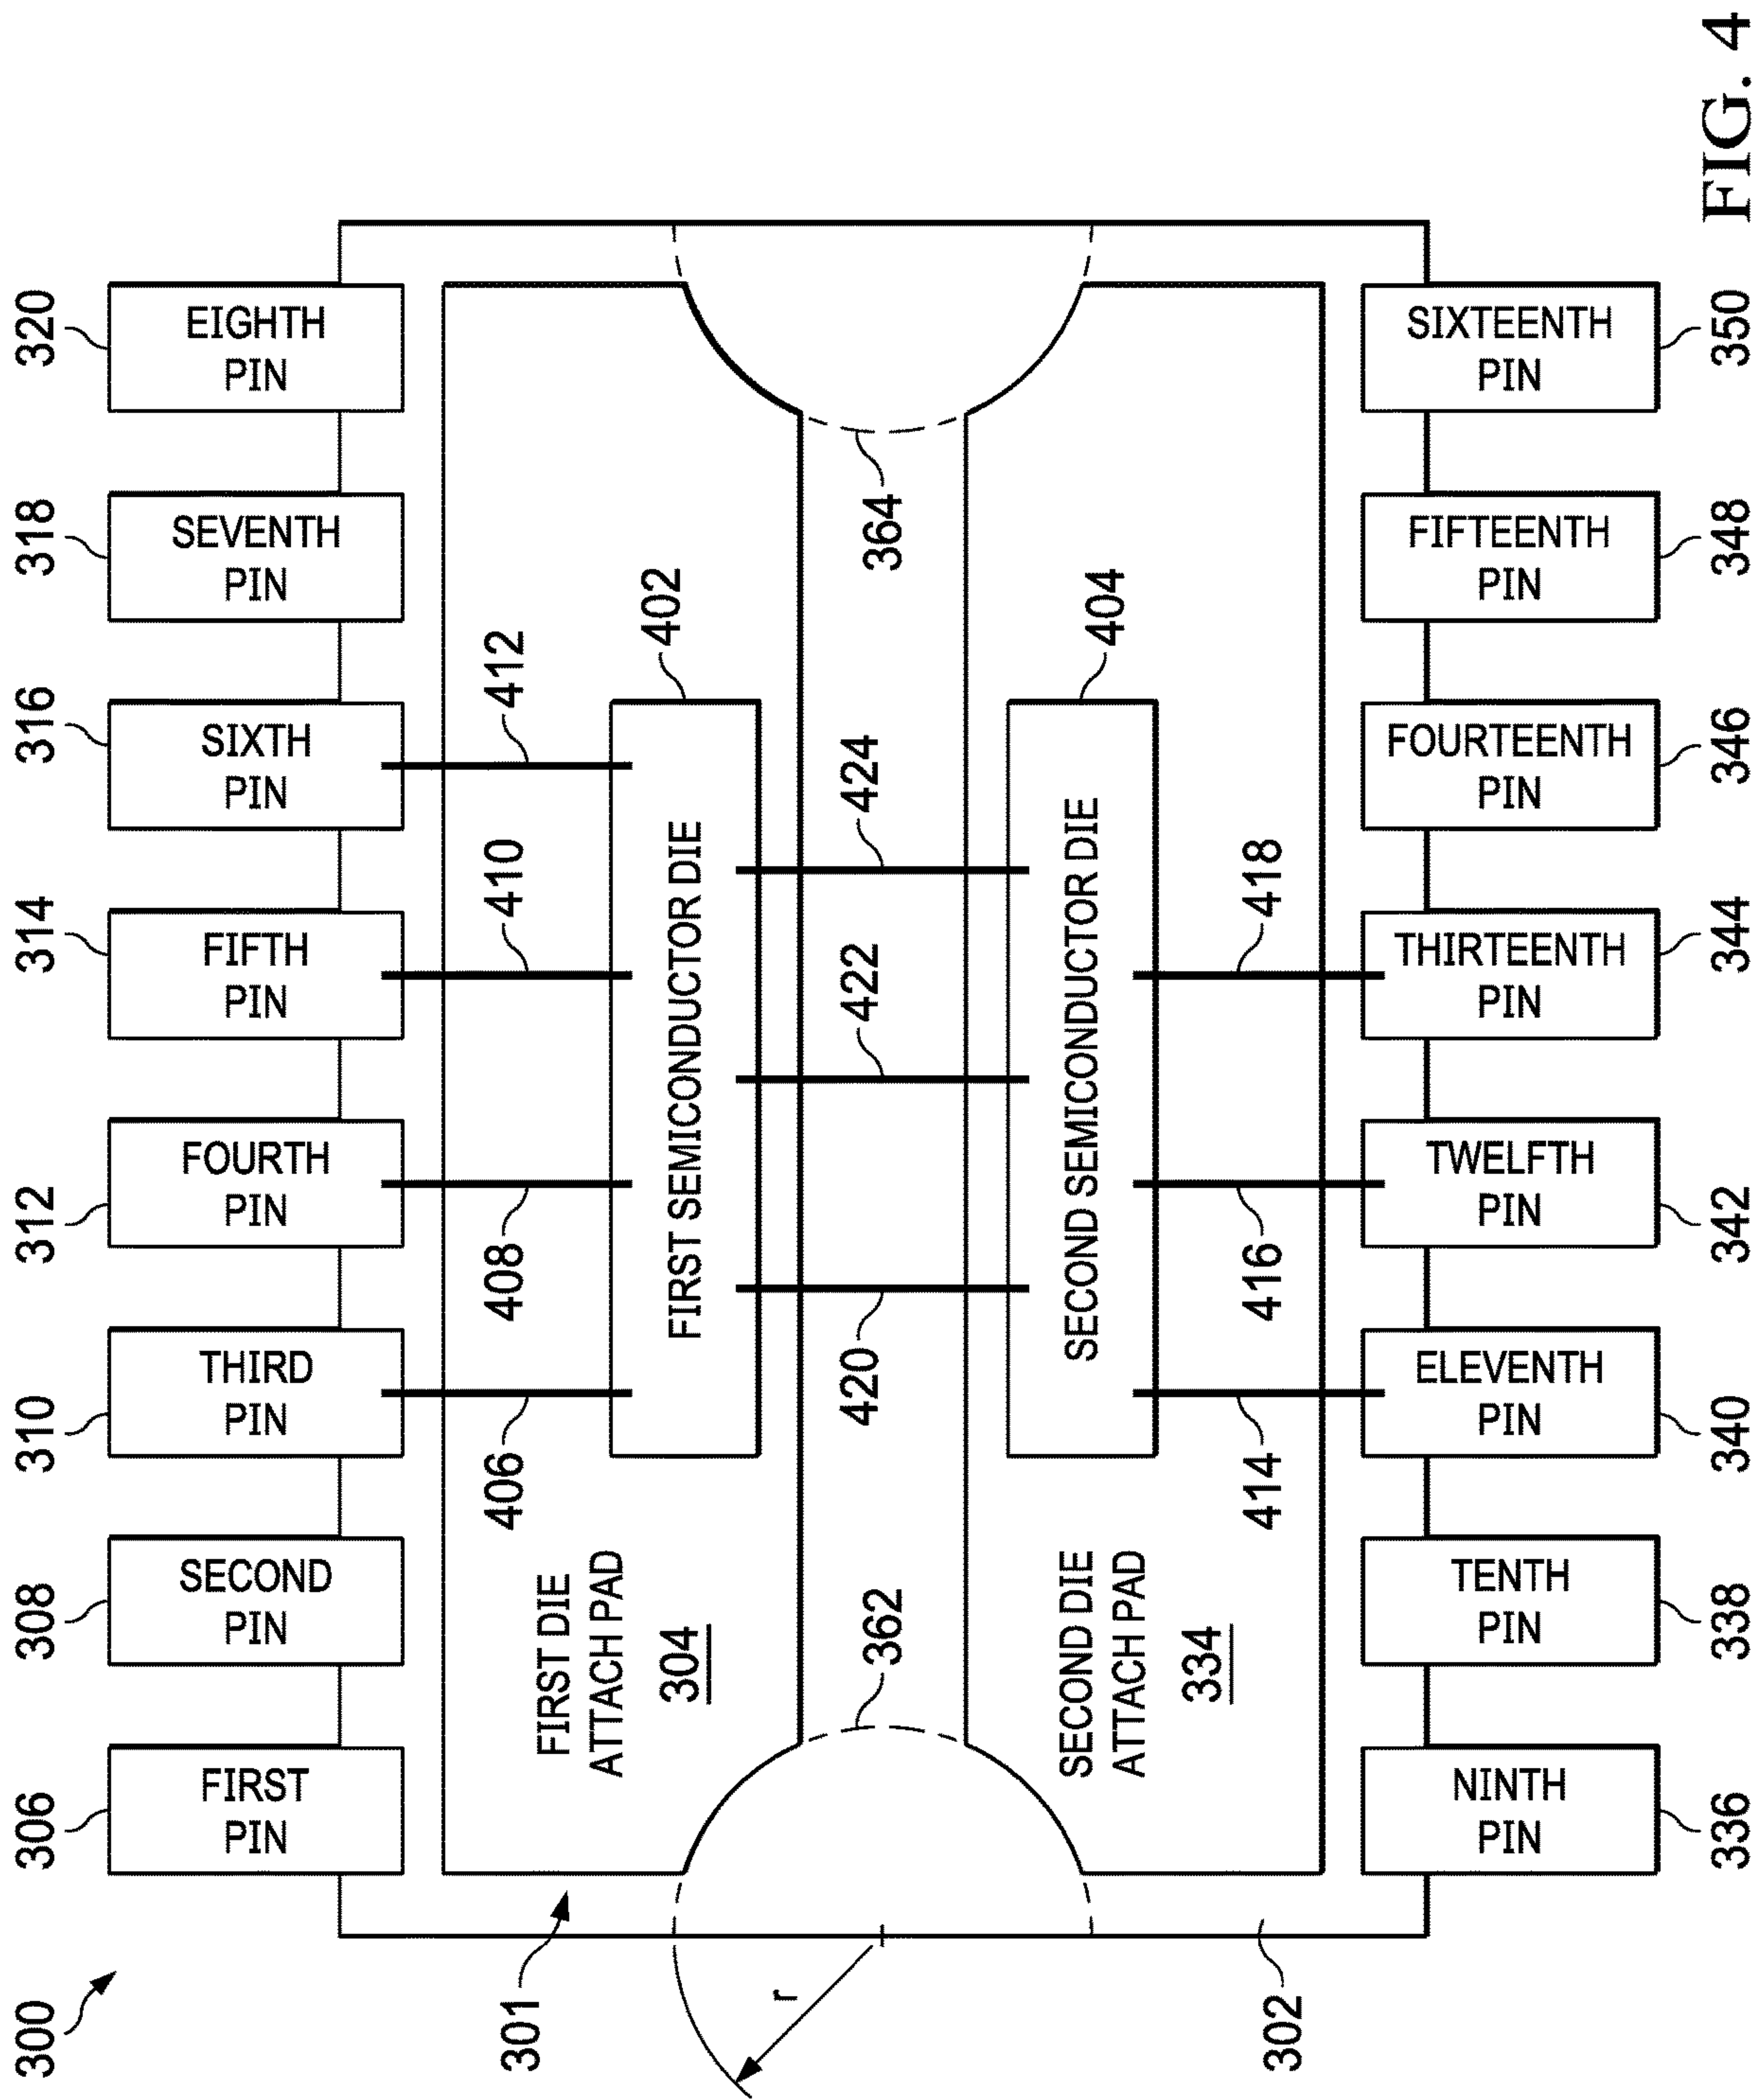 300
306
308
310
312
314
316
318
320
FIRST
PIN
SECOND
PIN
THIRD
PIN
FOURTH
PIN
FIFTH
PIN
SIXTH
PIN
SEVENTH
PIN
EIGHTH
PIN
301
406
408
410
412
FIRST DIE
ATTACH PAD
304
FIRST SEMICONDUCTOR DIE
402
r
362
420
422
424
364
SECOND DIE
ATTACH PAD
334
SECOND SEMICONDUCTOR DIE
404
302
414
416
418
NINTH
PIN
TENTH
PIN
ELEVENTH
PIN
TWELFTH
PIN
THIRTEENTH
PIN
FOURTEENTH
PIN
FIFTEENTH
PIN
SIXTEENTH
PIN
336
338
340
342
344
346
348
350
FIG. 4